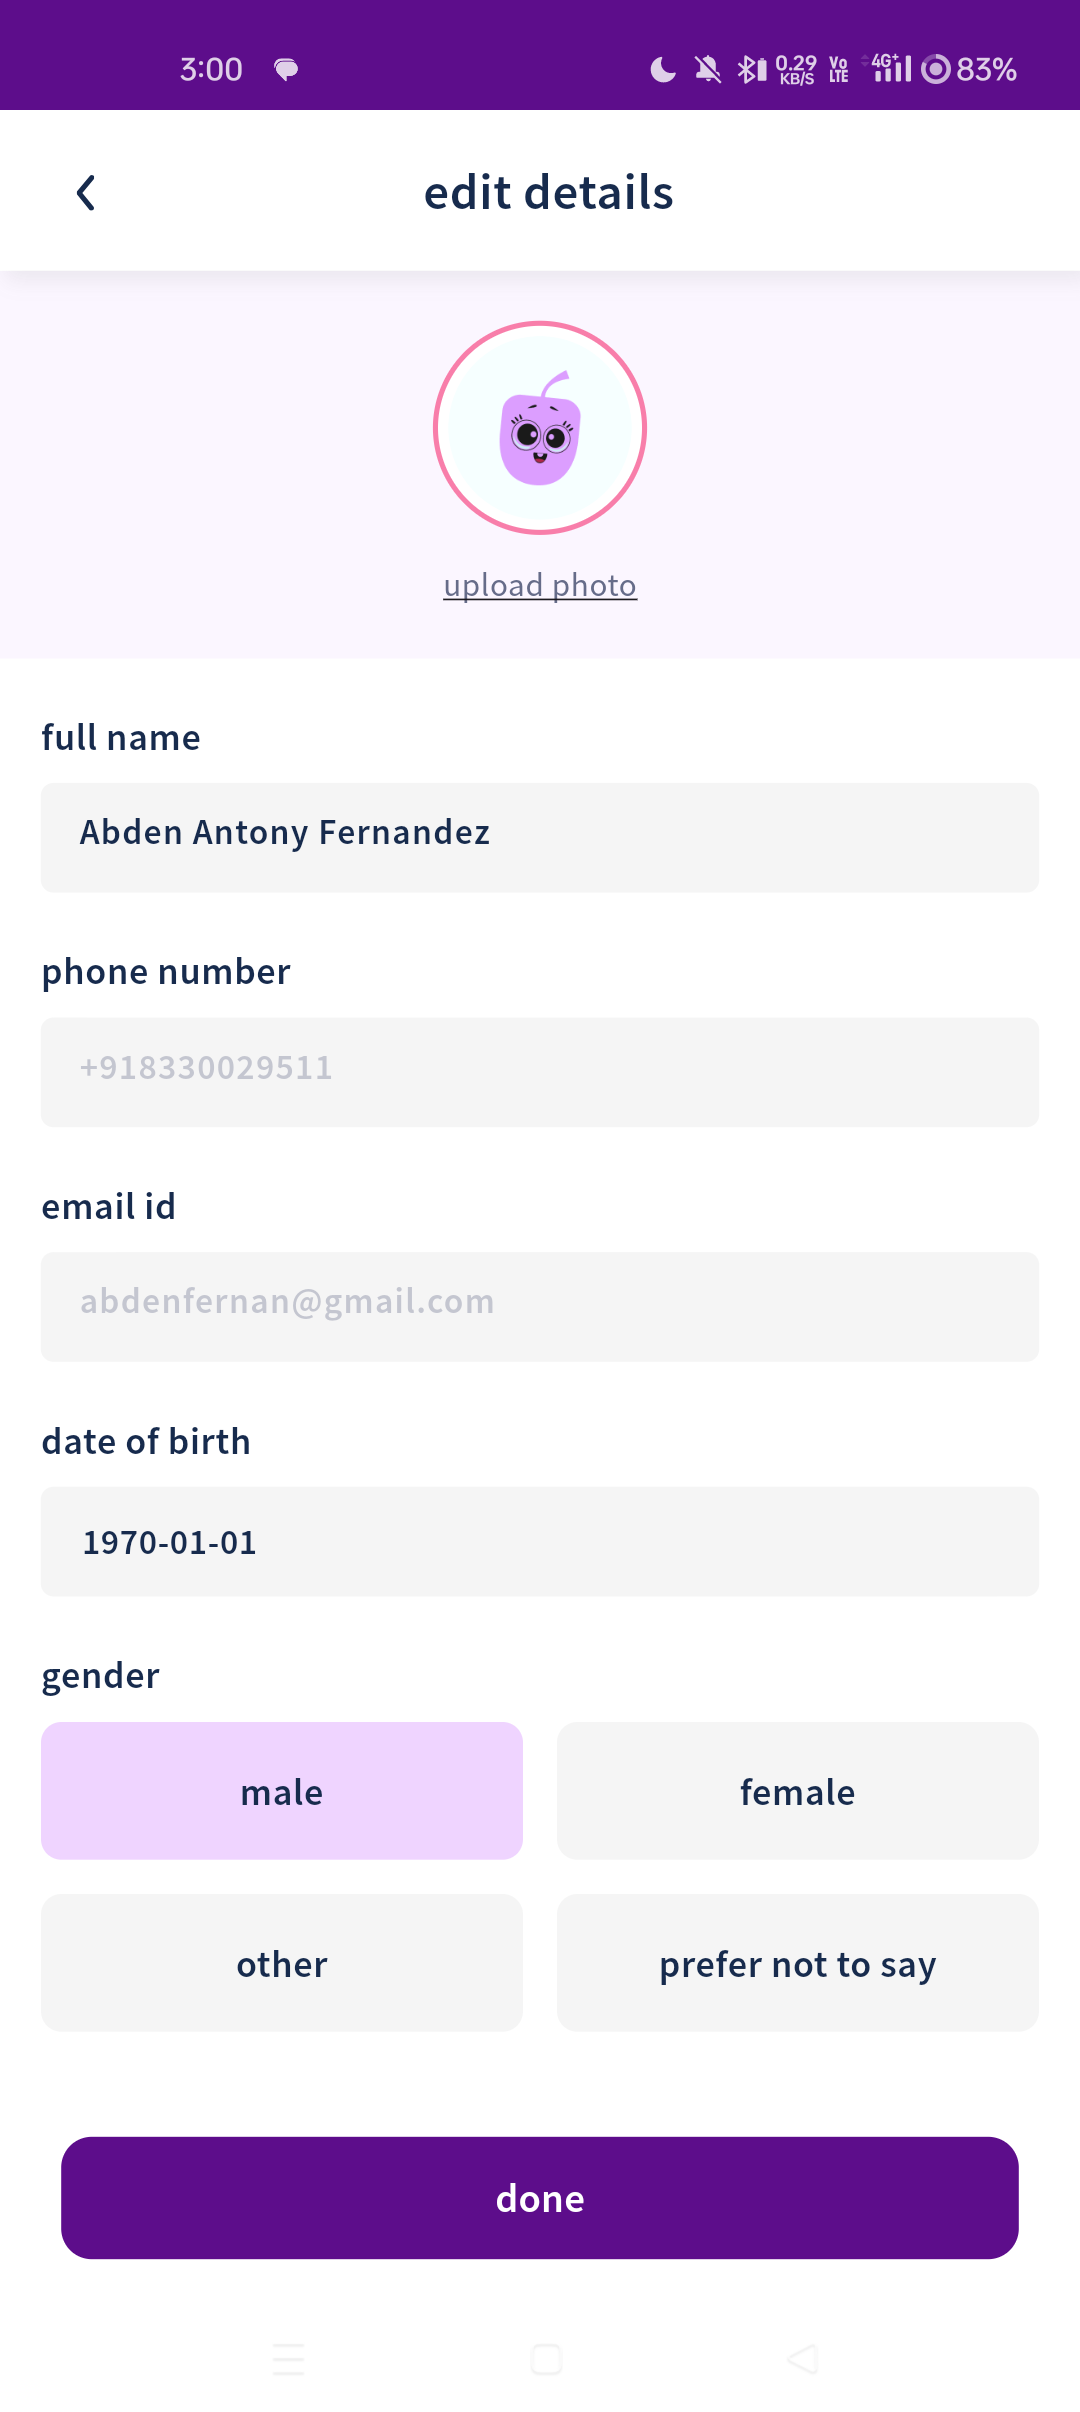 3:00
0.29 KB/S Vo LTE 4G+ 83%
edit details
upload photo
full name
Abden Antony Fernandez
phone number
+918330029511
email id
abdenfernan@gmail.com
date of birth
1970-01-01
gender
male female
other prefer not to say
done